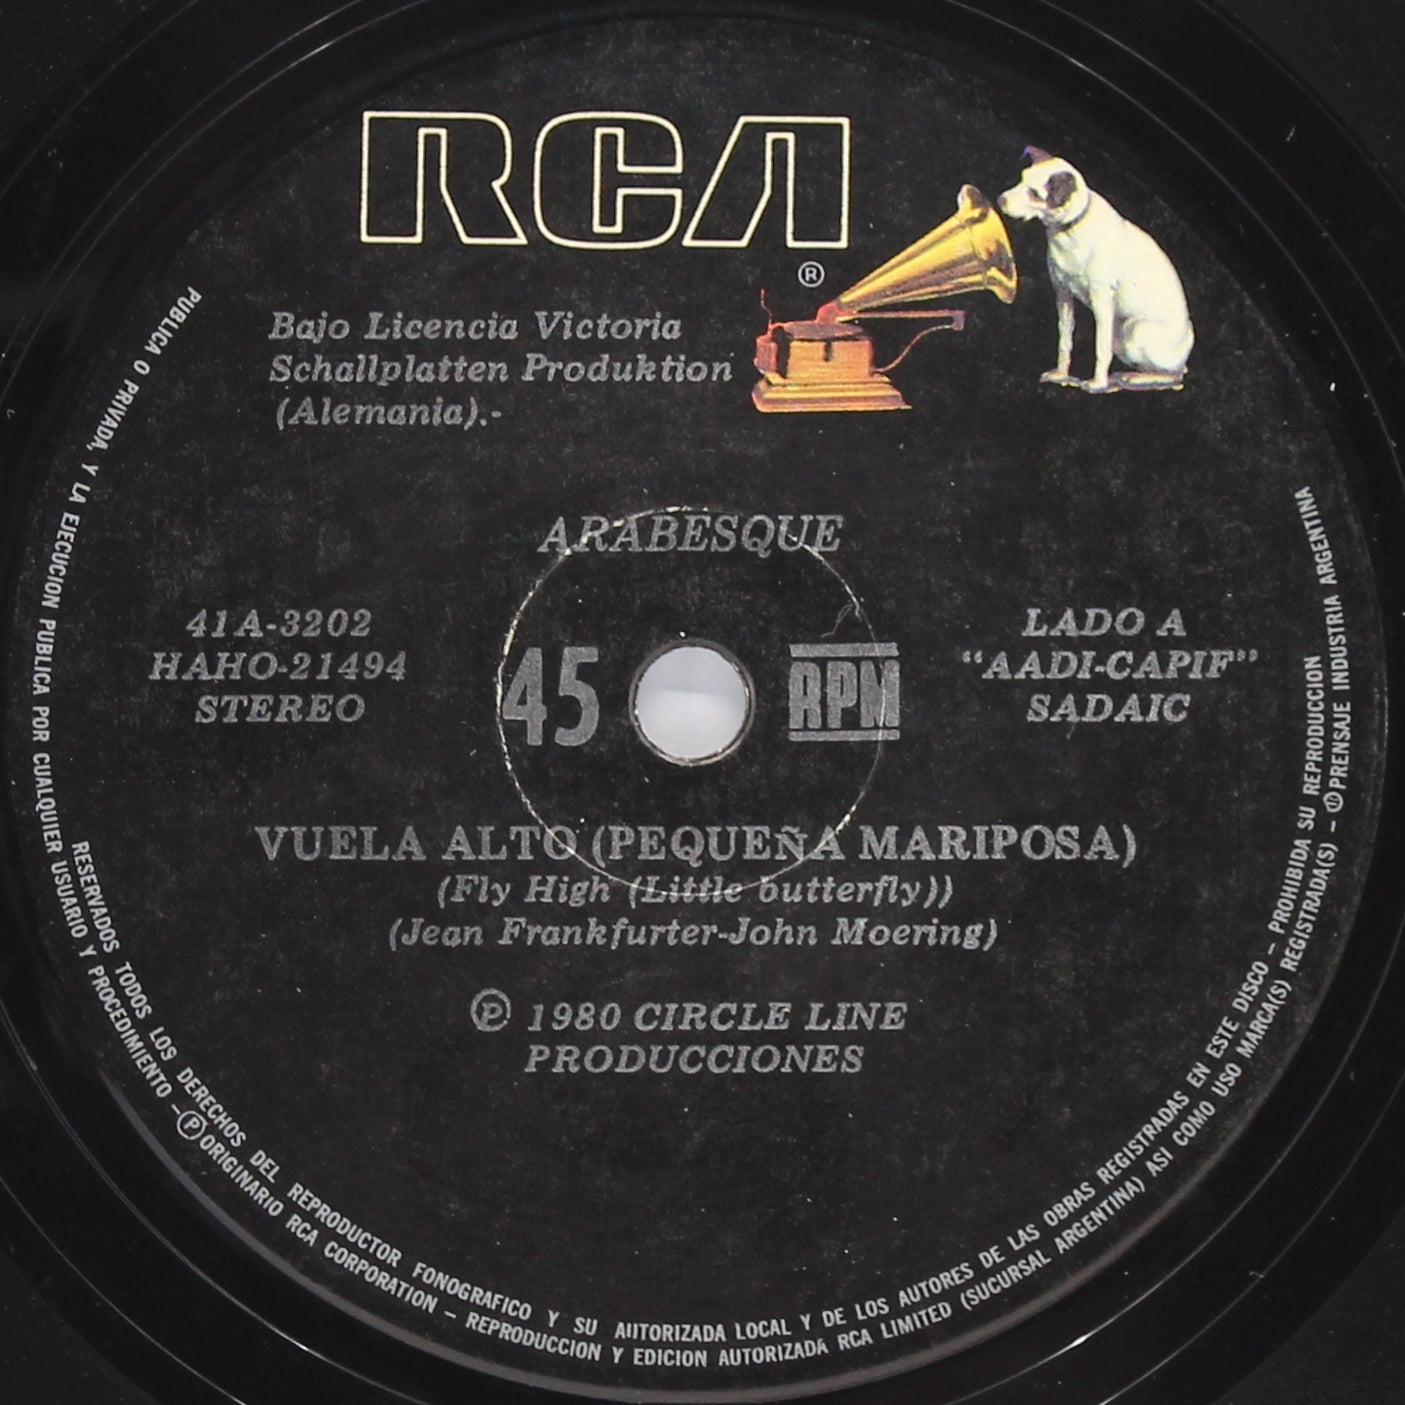 RCA
®
Bajo Licencia Victoria
Schallplatten Produktion
(Alemania).-
ARABESQUE
41A-3202
HAHO-21494
STEREO
45 RPM
LADO A
“AADI-CAPIF”
SADAIC
VUELA ALTO (PEQUEÑA MARIPOSA)
(Fly High (Little butterfly))
(Jean Frankfurter-John Moering)
Ⓟ 1980 CIRCLE LINE
PRODUCCIONES
RESERVADOS TODOS LOS DERECHOS DEL REPRODUCTOR FONOGRAFICO Y SU AUTORIZADA LOCAL Y DE LOS AUTORES DE LAS OBRAS REGISTRADAS EN ESTE DISCO - PROHIBIDA SU REPRODUCCION
PUBLICA O PRIVADA, Y LA EJECUCION PUBLICA POR CUALQUIER USUARIO Y PROCEDIMIENTO - Ⓟ ORIGINARIO RCA CORPORATION - REPRODUCCION Y EDICION AUTORIZADA RCA LIMITED (SUCURSAL ARGENTINA) ASI COMO USO MARCA(S) REGISTRADA(S) - PRENSAJE INDUSTRIA ARGENTINA